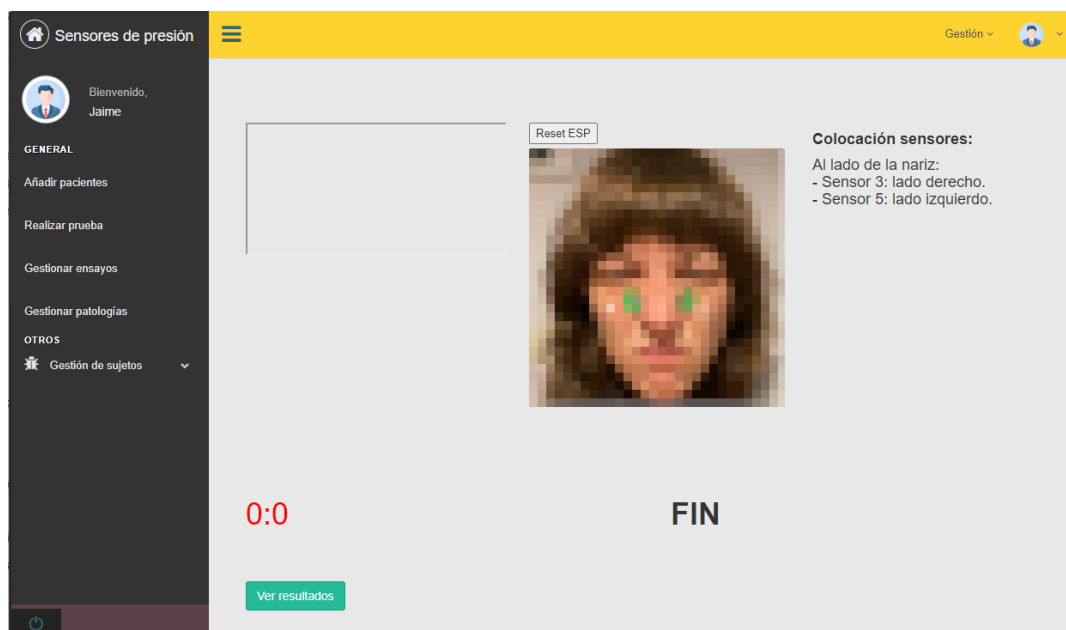 Sensores de presión
Gestión
Bienvenido,
Jaime
GENERAL
Añadir pacientes
Realizar prueba
Gestionar ensayos
Gestionar patologías
OTROS
Gestión de sujetos
Reset ESP
Colocación sensores:
Al lado de la nariz:
- Sensor 3: lado derecho.
- Sensor 5: lado izquierdo.
0:0
FIN
Ver resultados